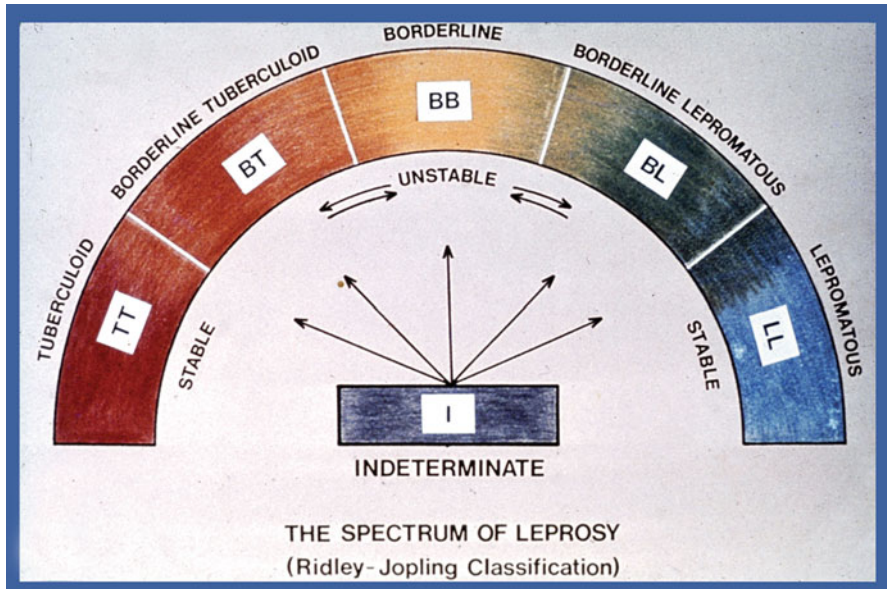 BORDERLINE
BORDERLINE TUBERCULOID
BORDERLINE LEPROMATOUS
BB
BT
BL
UNSTABLE
TUBERCULOID
LEPROMATOUS
TT
LL
STABLE
STABLE
I
INDETERMINATE
THE SPECTRUM OF LEPROSY
(Ridley-Jopling Classification)